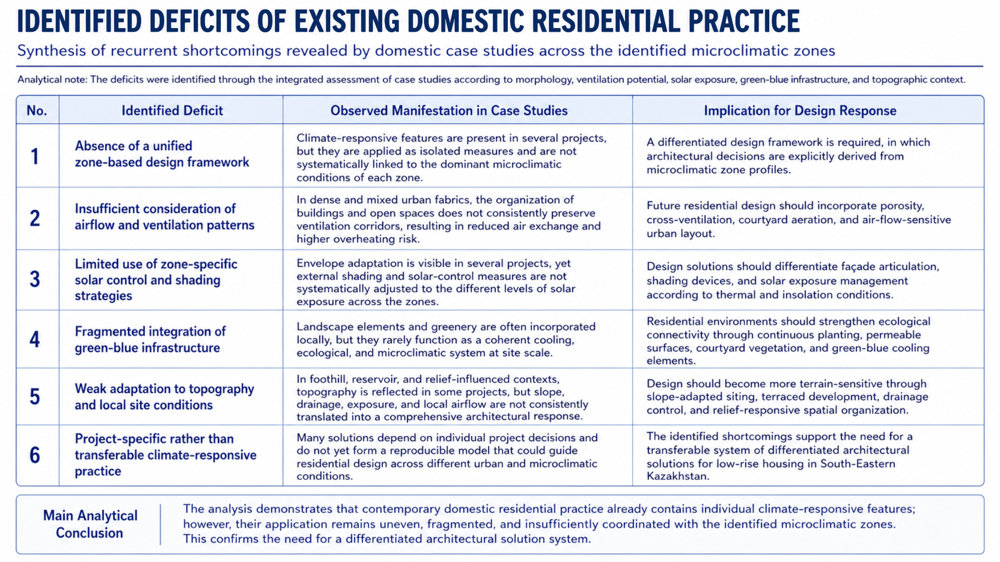 IDENTIFIED DEFICITS OF EXISTING DOMESTIC RESIDENTIAL PRACTICE
Synthesis of recurrent shortcomings revealed by domestic case studies across the identified microclimatic zones
Analytical note: The deficits were identified through the integrated assessment of case studies according to morphology, ventilation potential, solar exposure, green-blue infrastructure, and topographic context.
No.
Identified Deficit
Observed Manifestation in Case Studies
Implication for Design Response
1
Absence of a unified
zone-based design framework
Climate-responsive features are present in several projects,
but they are applied as isolated measures and are not
systematically linked to the dominant microclimatic
conditions of each zone.
A differentiated design framework is required, in which
architectural decisions are explicitly derived from
microclimatic zone profiles.
2
Insufficient consideration of
airflow and ventilation patterns
In dense and mixed urban fabrics, the organization of
buildings and open spaces does not consistently preserve
ventilation corridors, resulting in reduced air exchange and
higher overheating risk.
Future residential design should incorporate porosity,
cross-ventilation, courtyard aeration, and air-flow-sensitive
urban layout.
3
Limited use of zone-specific
solar control and shading
strategies
Envelope adaptation is visible in several projects, yet
external shading and solar-control measures are not
systematically adjusted to the different levels of solar
exposure across the zones.
Design solutions should differentiate façade articulation,
shading devices, and solar exposure management
according to thermal and insolation conditions.
4
Fragmented integration of
green-blue infrastructure
Landscape elements and greenery are often incorporated
locally, but they rarely function as a coherent cooling,
ecological, and microclimatic system at site scale.
Residential environments should strengthen ecological
connectivity through continuous planting, permeable
surfaces, courtyard vegetation, and green-blue cooling
elements.
5
Weak adaptation to topography
and local site conditions
In foothill, reservoir, and relief-influenced contexts,
topography is reflected in some projects, but slope,
drainage, exposure, and local airflow are not consistently
translated into a comprehensive architectural response.
Design should become more terrain-sensitive through
slope-adapted siting, terraced development, drainage
control, and relief-responsive spatial organization.
6
Project-specific rather than
transferable climate-responsive
practice
Many solutions depend on individual project decisions and
do not yet form a reproducible model that could guide
residential design across different urban and microclimatic
conditions.
The identified shortcomings support the need for a
transferable system of differentiated architectural
solutions for low-rise housing in South-Eastern
Kazakhstan.
Main Analytical
Conclusion
The analysis demonstrates that contemporary domestic residential practice already contains individual climate-responsive features;
however, their application remains uneven, fragmented, and insufficiently coordinated with the identified microclimatic zones.
This confirms the need for a differentiated architectural solution system.